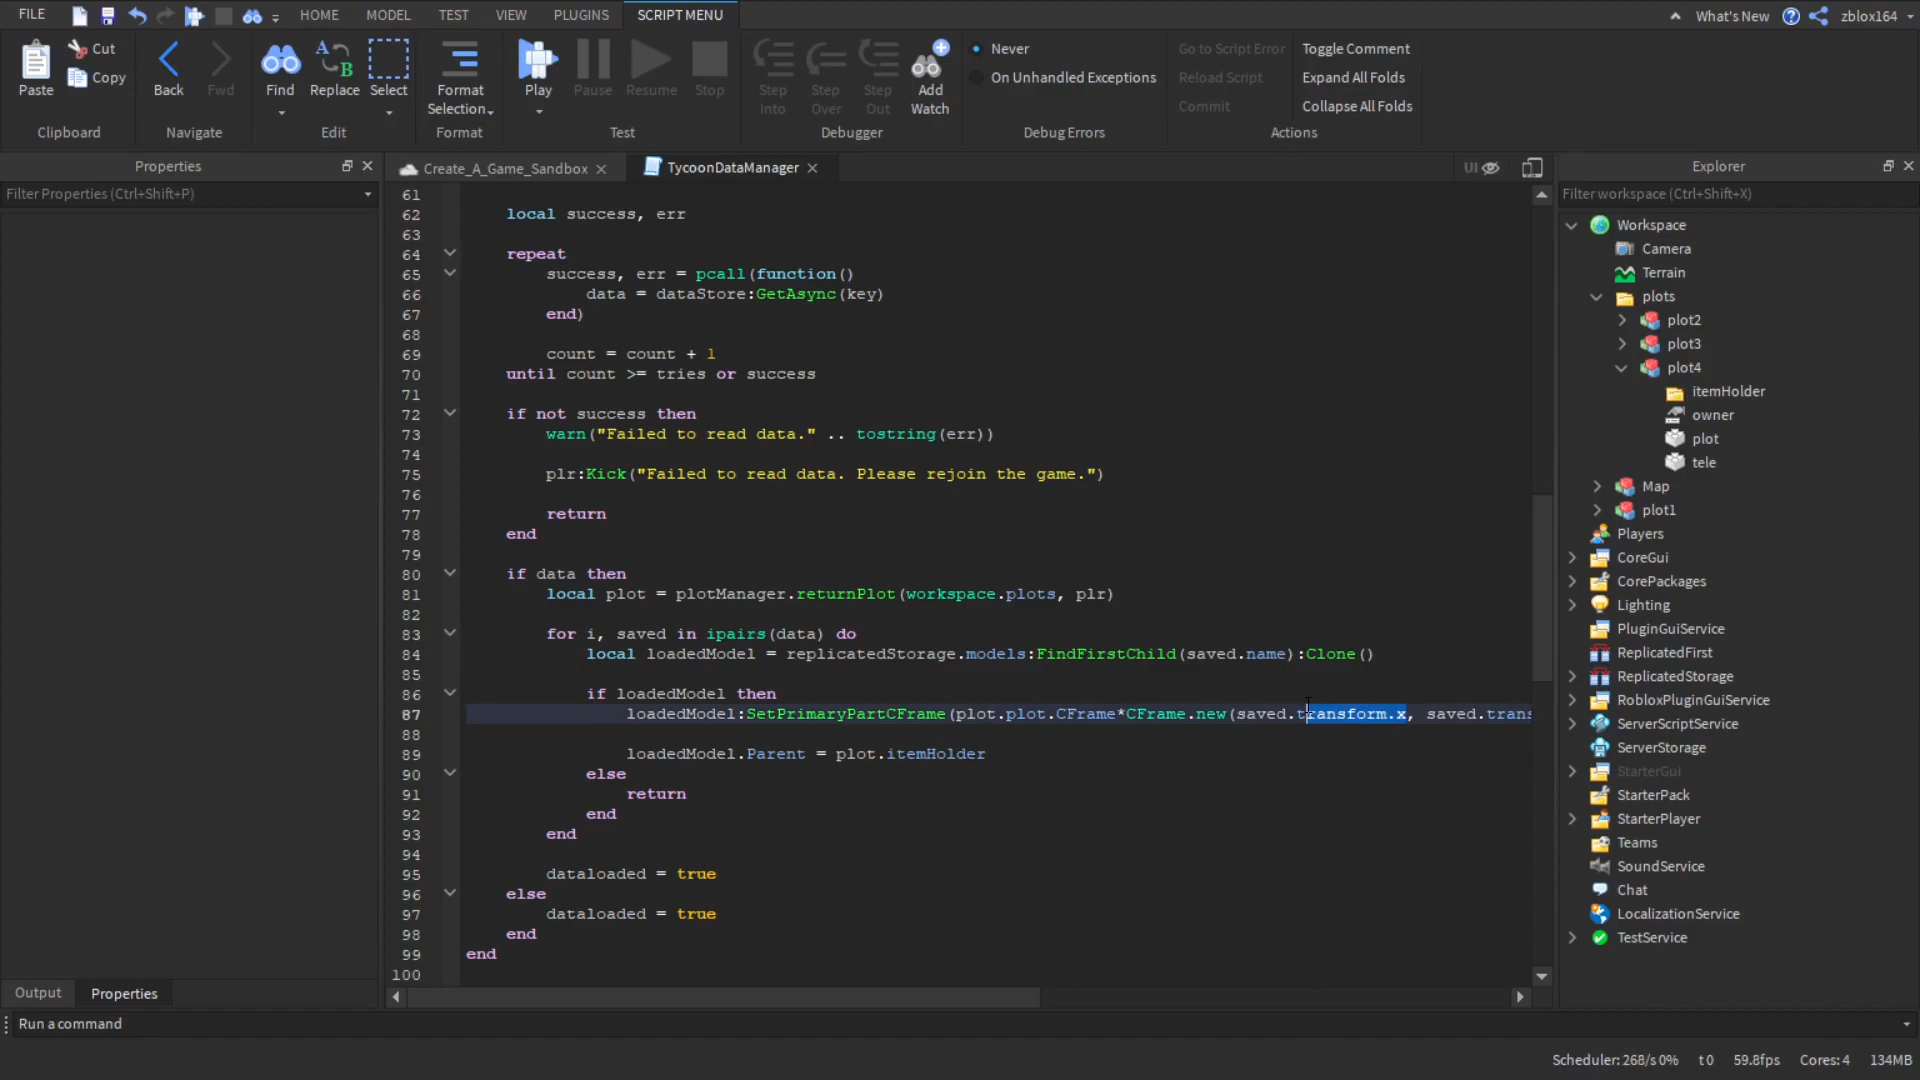 FILE HOME MODEL TEST VIEW PLUGINS SCRIPT MENU What's New zblox164
Paste Cut Copy Clipboard
Back Fwd Navigate
Find Replace Select Edit
Format Selection Format
Play Pause Resume Stop Test
Step Into Step Over Step Out Add Watch Debugger
Never
On Unhandled Exceptions
Debug Errors
Go to Script Error
Reload Script
Commit
Toggle Comment
Expand All Folds
Collapse All Folds
Actions
Properties
Filter Properties (Ctrl+Shift+P)
Output Properties
Create_A_Game_Sandbox TycoonDataManager UI
61
62 local success, err
63
64 repeat
65 success, err = pcall(function()
66 data = dataStore:GetAsync(key)
67 end)
68
69 count = count + 1
70 until count >= tries or success
71
72 if not success then
73 warn("Failed to read data." .. tostring(err))
74
75 plr:Kick("Failed to read data. Please rejoin the game.")
76
77 return
78 end
79
80 if data then
81 local plot = plotManager.returnPlot(workspace.plots, plr)
82
83 for i, saved in ipairs(data) do
84 local loadedModel = replicatedStorage.models:FindFirstChild(saved.name):Clone()
85
86 if loadedModel then
87 loadedModel:SetPrimaryPartCFrame(plot.plot.CFrame*CFrame.new(saved.transform.x, saved.trans
88
89 loadedModel.Parent = plot.itemHolder
90 else
91 return
92 end
93 end
94
95 dataloaded = true
96 else
97 dataloaded = true
98 end
99 end
100
Explorer
Filter workspace (Ctrl+Shift+X)
Workspace
Camera
Terrain
plots
plot2
plot3
plot4
itemHolder
owner
plot
tele
Map
plot1
Players
CoreGui
CorePackages
Lighting
PluginGuiService
ReplicatedFirst
ReplicatedStorage
RobloxPluginGuiService
ServerScriptService
ServerStorage
StarterGui
StarterPack
StarterPlayer
Teams
SoundService
Chat
LocalizationService
TestService
Run a command
Scheduler: 268/s 0% t 0 59.8fps Cores: 4 134MB